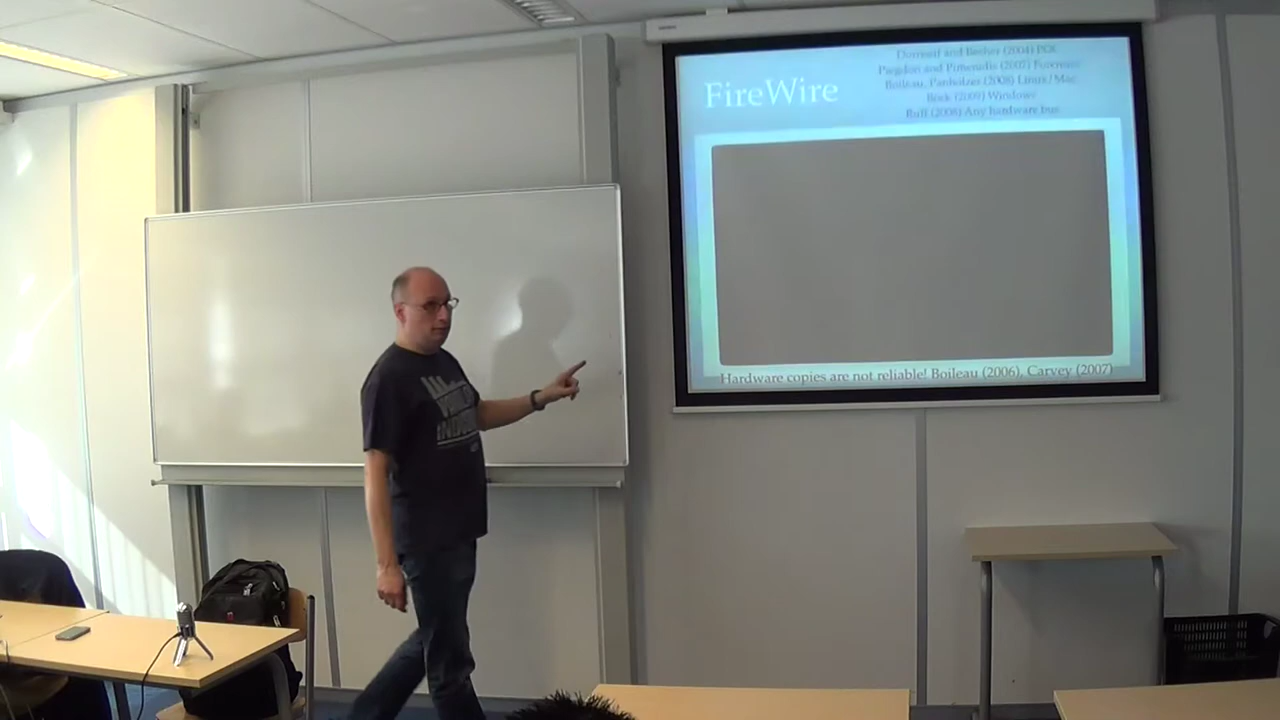 FireWire
Dornseif and Becher (2004) POC
Piegdon and Pimenidis (2007) Forensic
Boileau, Panholzer (2008) Linux/Mac
Böck (2009) Windows
Ruff (2008) Any hardware bus
Hardware copies are not reliable! Boileau (2006), Carvey (2007)